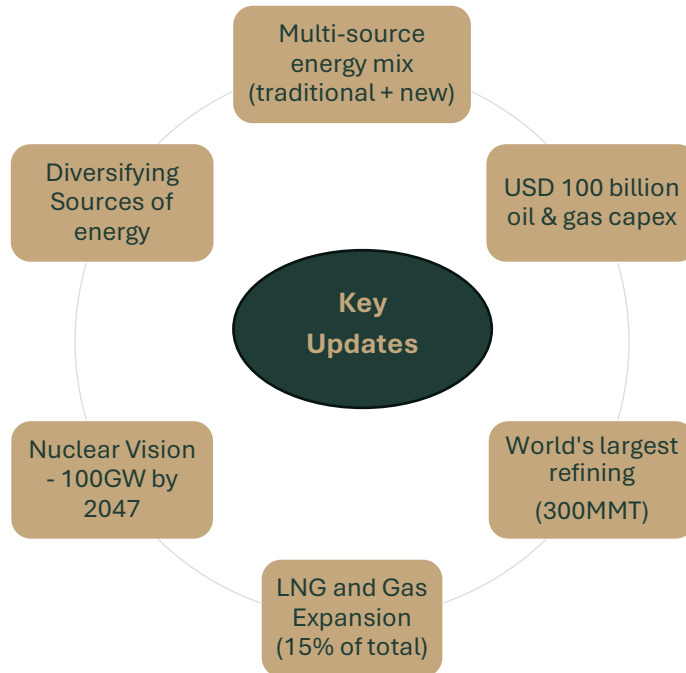 Multi-source
energy mix
(traditional + new)
USD 100 billion
oil & gas capex
World's largest
refining
(300MMT)
LNG and Gas
Expansion
(15% of total)
Nuclear Vision
- 100GW by
2047
Diversifying
Sources of
energy
Key
Updates